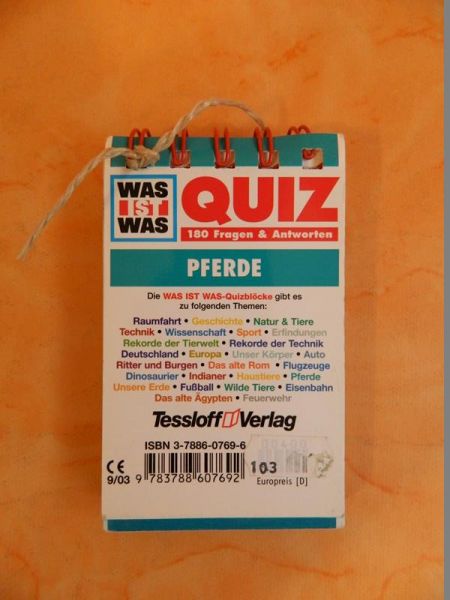 WAS
IST
WAS
QUIZ
180 Fragen & Antworten
PFERDE
Die WAS IST WAS-Quizblöcke gibt es
zu folgenden Themen:
Raumfahrt • Geschichte • Natur & Tiere
Technik • Wissenschaft • Sport • Erfindungen
Rekorde der Tierwelt • Rekorde der Technik
Deutschland • Europa • Unser Körper • Auto
Ritter und Burgen • Das alte Rom • Flugzeuge
Dinosaurier • Indianer • Haustiere • Pferde
Unsere Erde • Fußball • Wilde Tiere • Eisenbahn
Das alte Ägypten • Feuerwehr
Tessloff Verlag
ISBN 3-7886-0769-6
CE
9/03
9 783788 607692
103
Europreis [D]